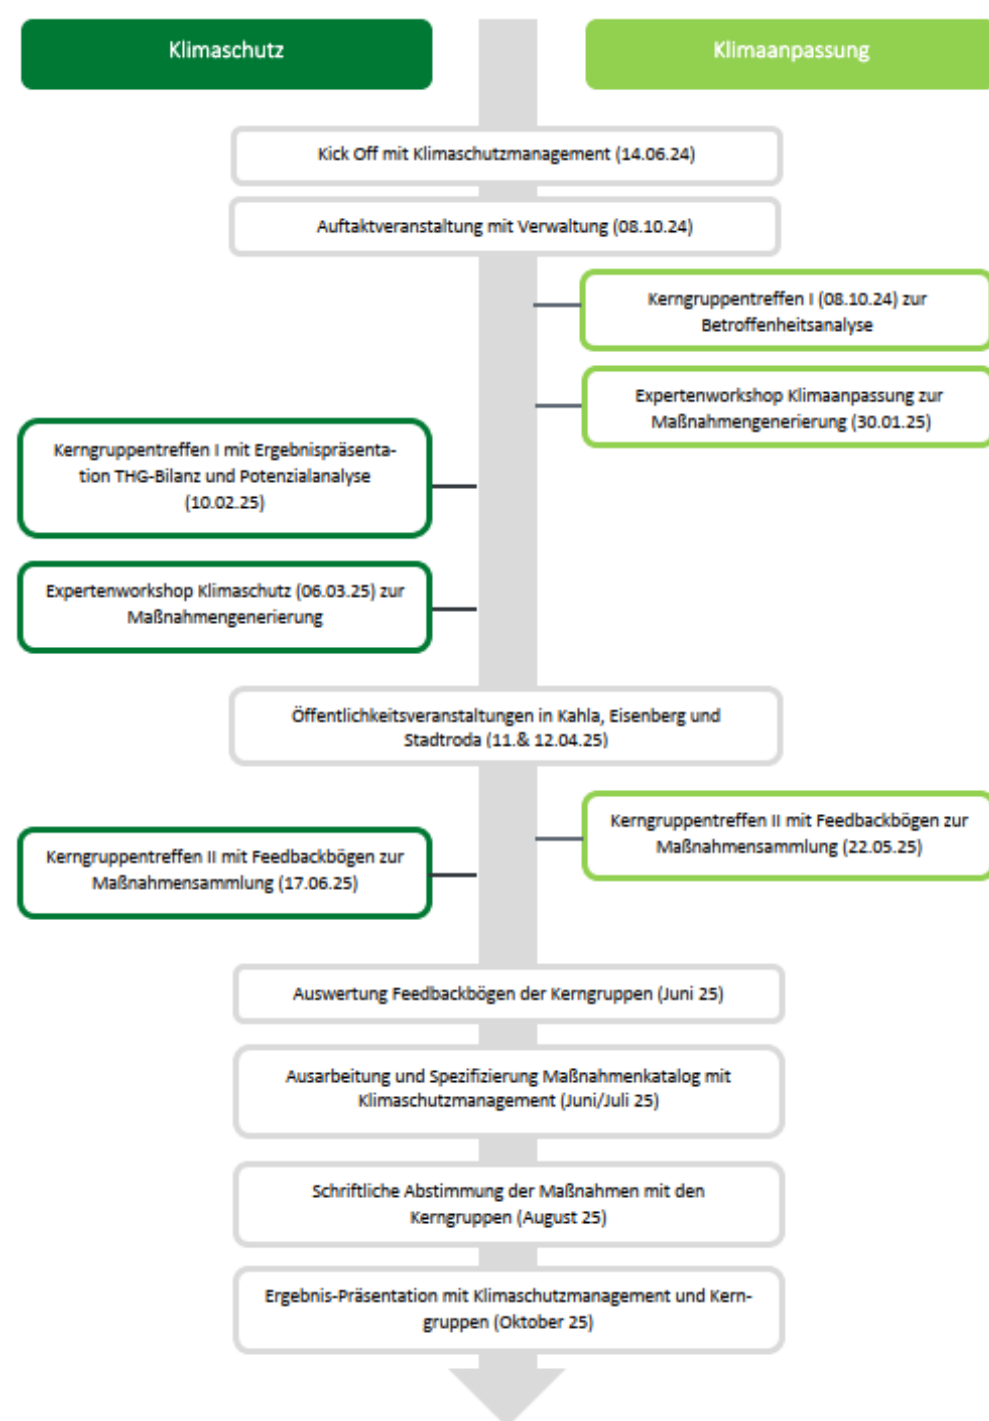 Klimaschutz
Klimaanpassung
Kick Off mit Klimaschutzmanagement (14.06.24)
Auftaktveranstaltung mit Verwaltung (08.10.24)
Kerngruppentreffen I (08.10.24) zur
Betroffenheitsanalyse
Expertenworkshop Klimaanpassung zur
Maßnahmengenerierung (30.01.25)
Kerngruppentreffen I mit Ergebnispräsenta-
tion THG-Bilanz und Potenzialanalyse
(10.02.25)
Expertenworkshop Klimaschutz (06.03.25) zur
Maßnahmengenerierung
Öffentlichkeitsveranstaltungen in Kahla, Eisenberg und
Stadtroda (11.& 12.04.25)
Kerngruppentreffen II mit Feedbackbögen zur
Maßnahmensammlung (22.05.25)
Kerngruppentreffen II mit Feedbackbögen zur
Maßnahmensammlung (17.06.25)
Auswertung Feedbackbögen der Kerngruppen (Juni 25)
Ausarbeitung und Spezifizierung Maßnahmenkatalog mit
Klimaschutzmanagement (Juni/Juli 25)
Schriftliche Abstimmung der Maßnahmen mit den
Kerngruppen (August 25)
Ergebnis-Präsentation mit Klimaschutzmanagement und Kern-
gruppen (Oktober 25)